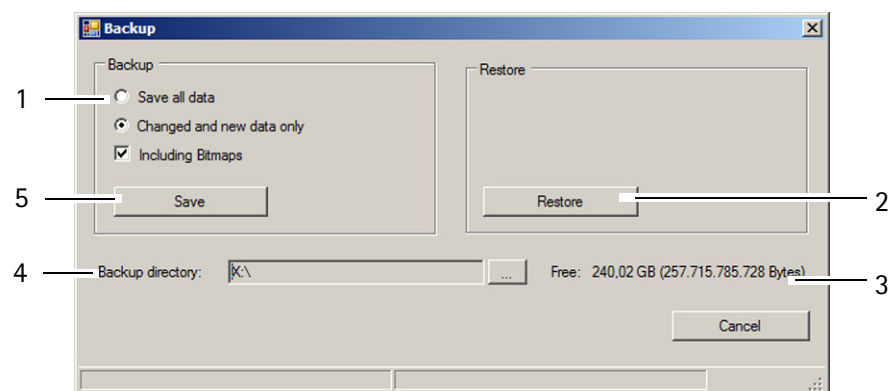 Backup
Backup
Restore
1
Save all data
Changed and new data only
Including Bitmaps
5
Save
Restore
2
4
Backup directory:
X:\
...
Free: 240,02 GB (257.715.785.728 Bytes)
3
Cancel